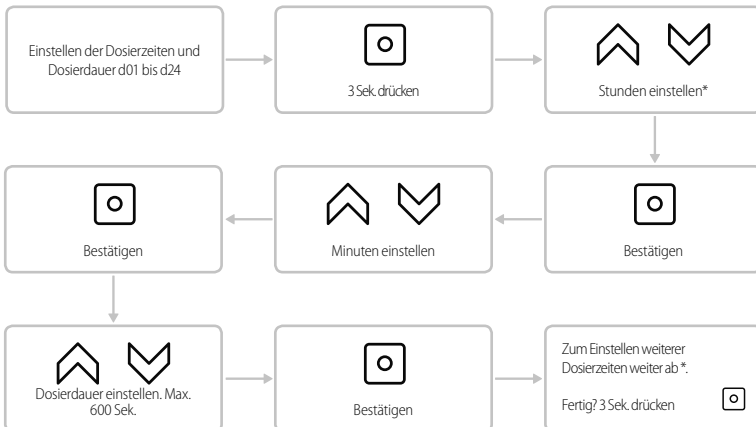 Einstellen der Dosierzeiten und
Dosierdauer d01 bis d24
3 Sek. drücken
Stunden einstellen*
Bestätigen
Minuten einstellen
Bestätigen
Dosierdauer einstellen. Max.
600 Sek.
Bestätigen
Zum Einstellen weiterer
Dosierzeiten weiter ab *.
Fertig? 3 Sek. drücken